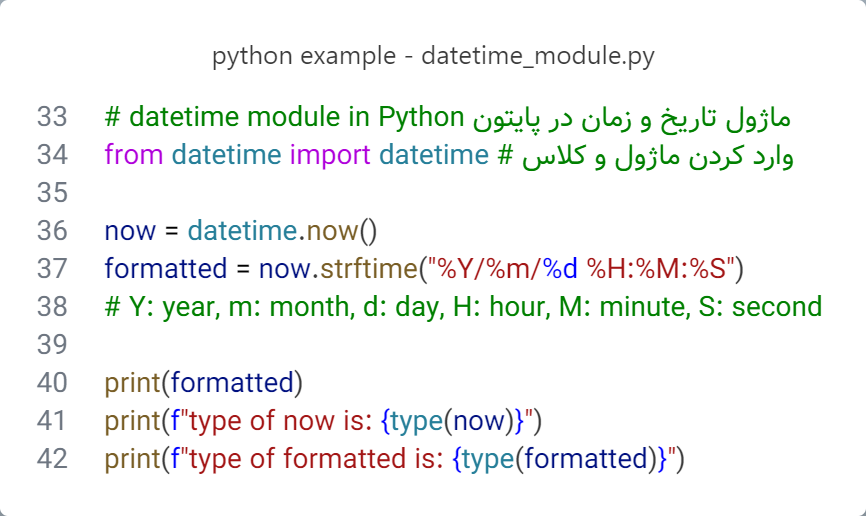 python example - datetime_module.py
33 # datetime module in Python ماژول تاریخ و زمان در پایتون
34 from datetime import datetime # وارد کردن ماژول و کلاس
35
36 now = datetime.now()
37 formatted = now.strftime("%Y/%m/%d %H:%M:%S")
38 # Y: year, m: month, d: day, H: hour, M: minute, S: second
39
40 print(formatted)
41 print(f"type of now is: {type(now)}")
42 print(f"type of formatted is: {type(formatted)}")